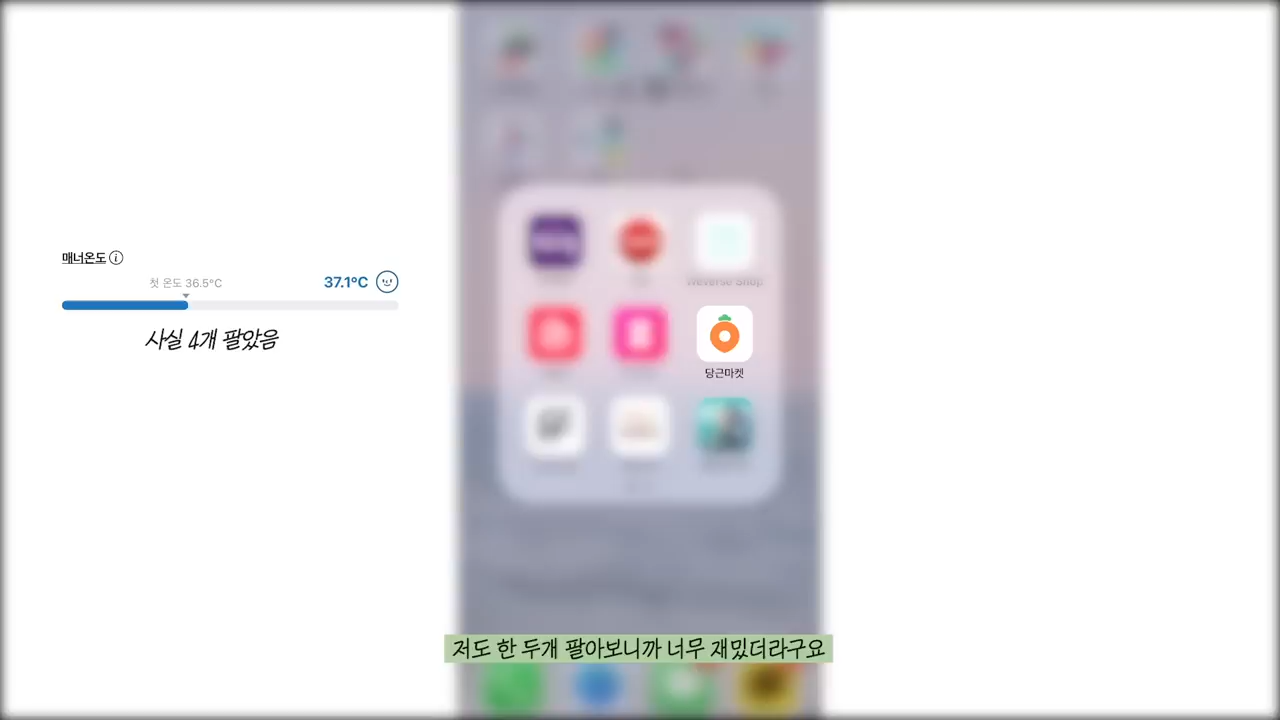 매너온도
첫 온도 36.5°C
37.1°C
사실 4개 팔았음
Weverse Shop
당근마켓
저도 한 두개 팔아보니까 너무 재밌더라구요